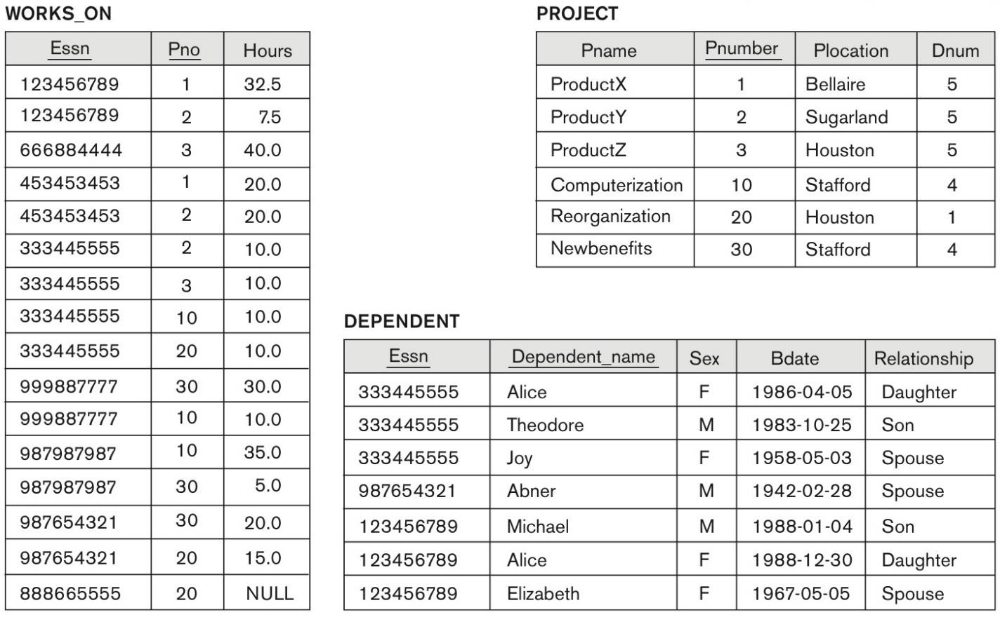 WORKS_ON
Essn Pno Hours
123456789 1 32.5
123456789 2 7.5
666884444 3 40.0
453453453 1 20.0
453453453 2 20.0
333445555 2 10.0
333445555 3 10.0
333445555 10 10.0
333445555 20 10.0
999887777 30 30.0
999887777 10 10.0
987987987 10 35.0
987987987 30 5.0
987654321 30 20.0
987654321 20 15.0
888665555 20 NULL
PROJECT
Pname Pnumber Plocation Dnum
ProductX 1 Bellaire 5
ProductY 2 Sugarland 5
ProductZ 3 Houston 5
Computerization 10 Stafford 4
Reorganization 20 Houston 1
Newbenefits 30 Stafford 4
DEPENDENT
Essn Dependent_name Sex Bdate Relationship
333445555 Alice F 1986-04-05 Daughter
333445555 Theodore M 1983-10-25 Son
333445555 Joy F 1958-05-03 Spouse
987654321 Abner M 1942-02-28 Spouse
123456789 Michael M 1988-01-04 Son
123456789 Alice F 1988-12-30 Daughter
123456789 Elizabeth F 1967-05-05 Spouse